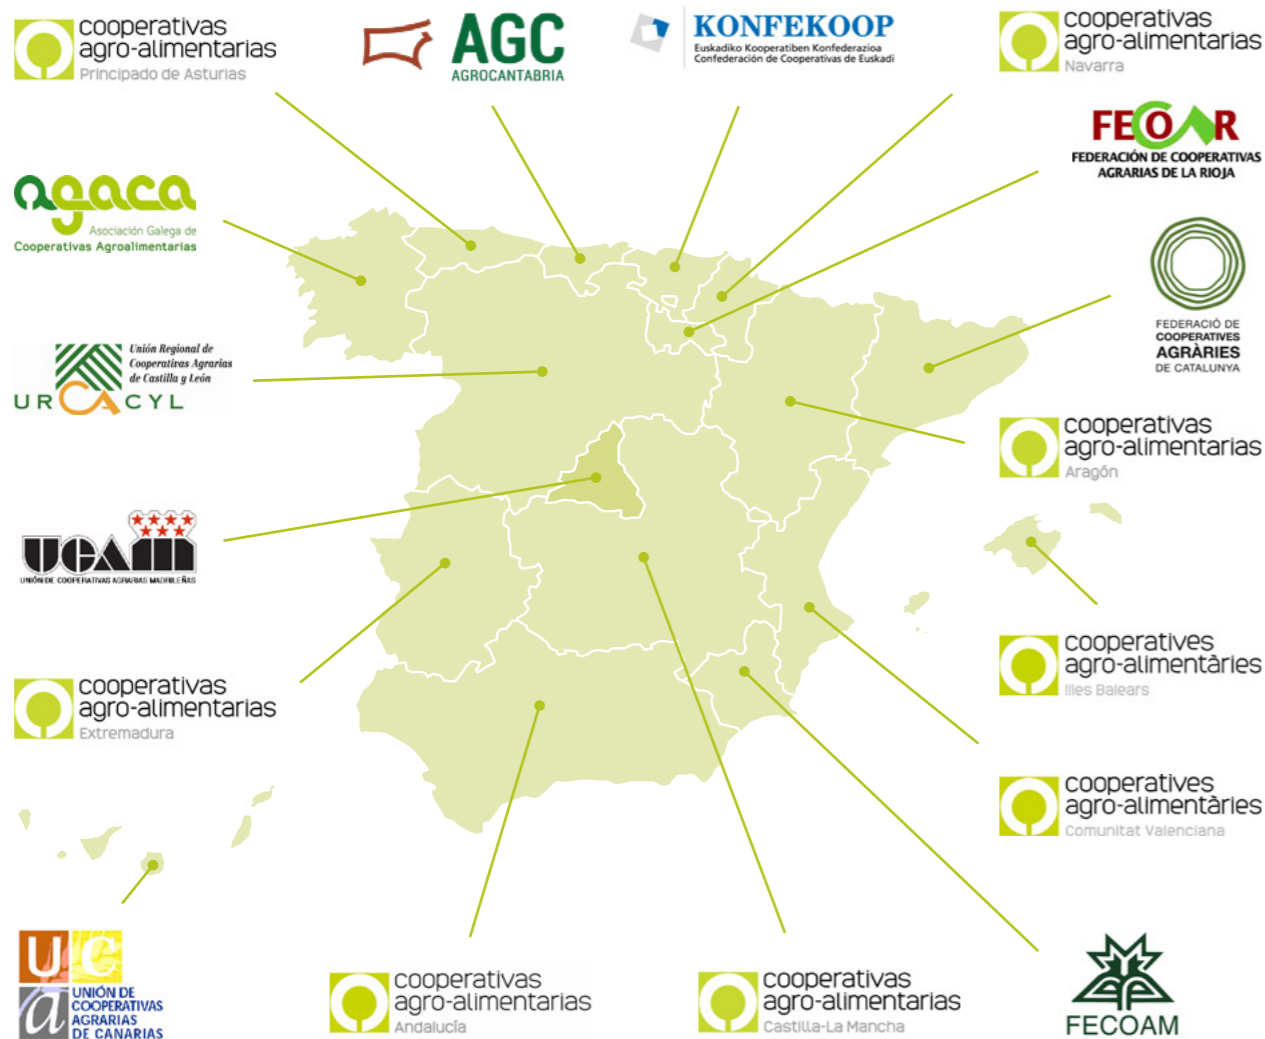 cooperativas
agro-alimentarias
Principado de Asturias
AGC
AGROCANTABRIA
KONFEKOOP
Euskadiko Kooperatiben Konfederazioa
Confederación de Cooperativas de Euskadi
cooperativas
agro-alimentarias
Navarra
FECOAR
FEDERACIÓN DE COOPERATIVAS
AGRARIAS DE LA RIOJA
agaca
Asociación Galega de
Cooperativas Agroalimentarias
FEDERACIÓ DE
COOPERATIVES
AGRÀRIES
DE CATALUNYA
Unión Regional de
Cooperativas Agrarias
de Castilla y León
URCACYL
cooperativas
agro-alimentarias
Aragón
UCAM
UNIÓN DE COOPERATIVAS AGRARIAS MADRILEÑAS
cooperatives
agro-alimentàries
Illes Balears
cooperativas
agro-alimentarias
Extremadura
cooperatives
agro-alimentàries
Comunitat Valenciana
UCa
UNIÓN DE
COOPERATIVAS
AGRARIAS
DE CANARIAS
cooperativas
agro-alimentarias
Andalucía
cooperativas
agro-alimentarias
Castilla-La Mancha
FECOAM